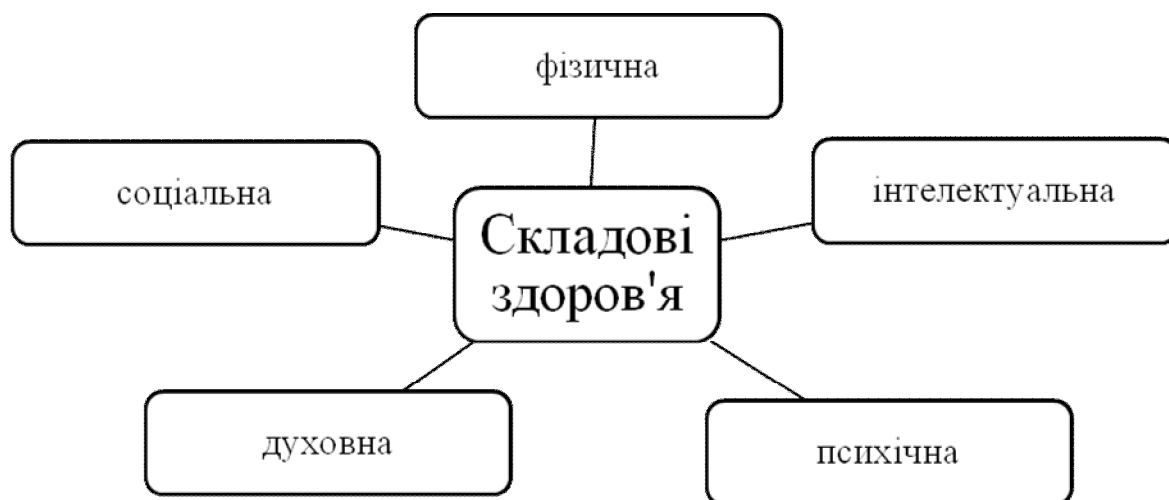 фізична
соціальна
інтелектуальна
Складові
здоров'я
духовна
психічна